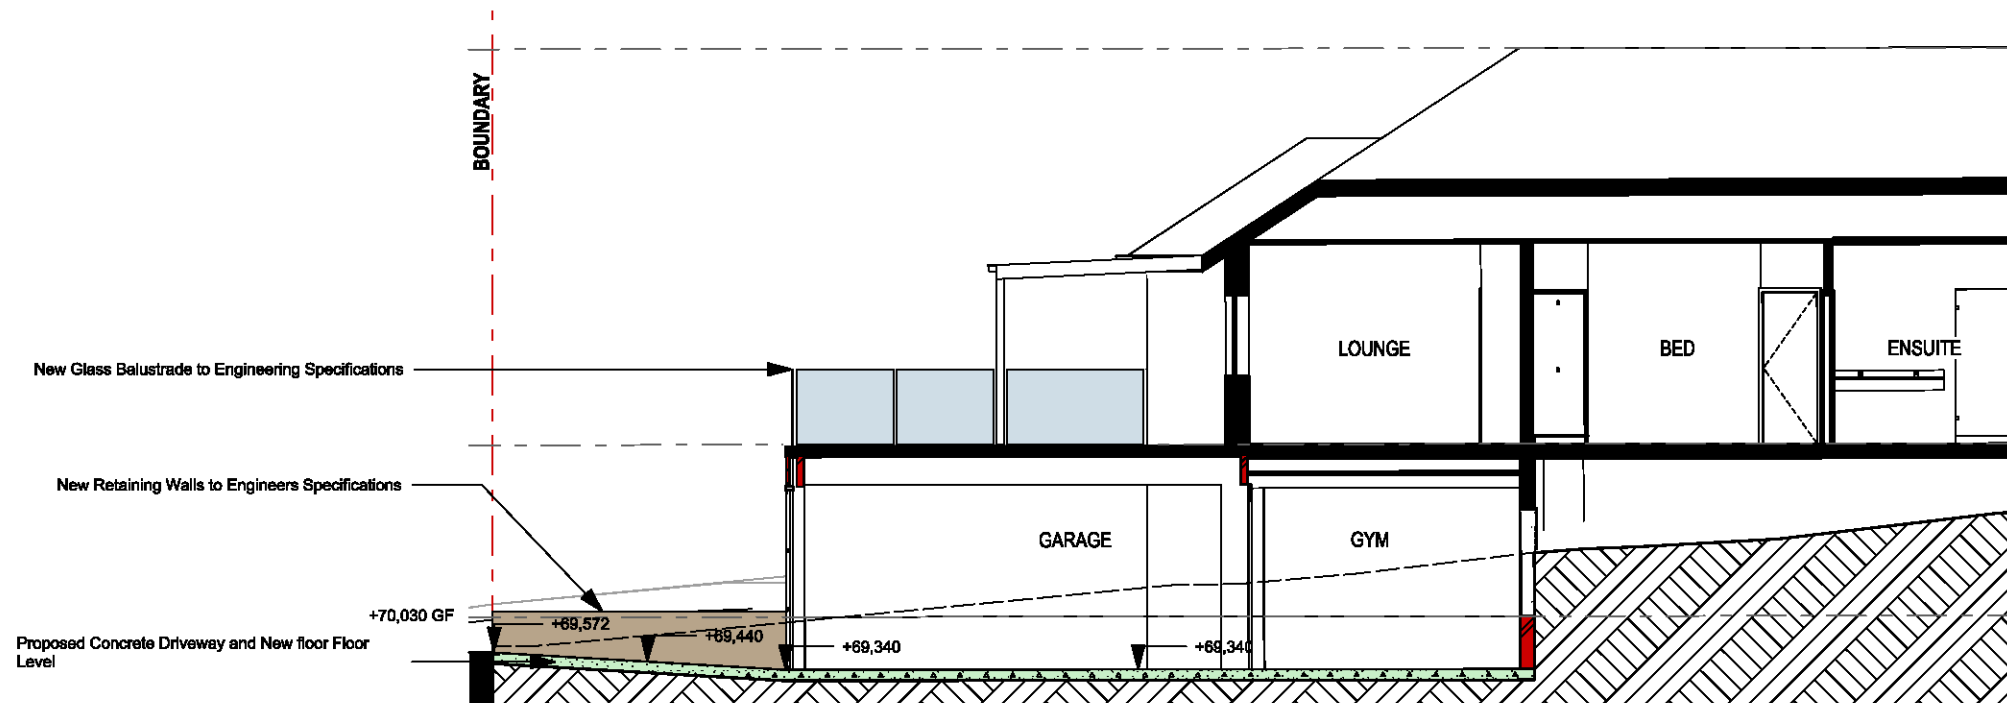 BOUNDARY
New Glass Balustrade to Engineering Specifications
LOUNGE
BED
ENSUITE
New Retaining Walls to Engineers Specifications
GARAGE
GYM
+70,030 GF
+69,572
+69,440
+69,340
+69,340
Proposed Concrete Driveway and New floor Floor
Level